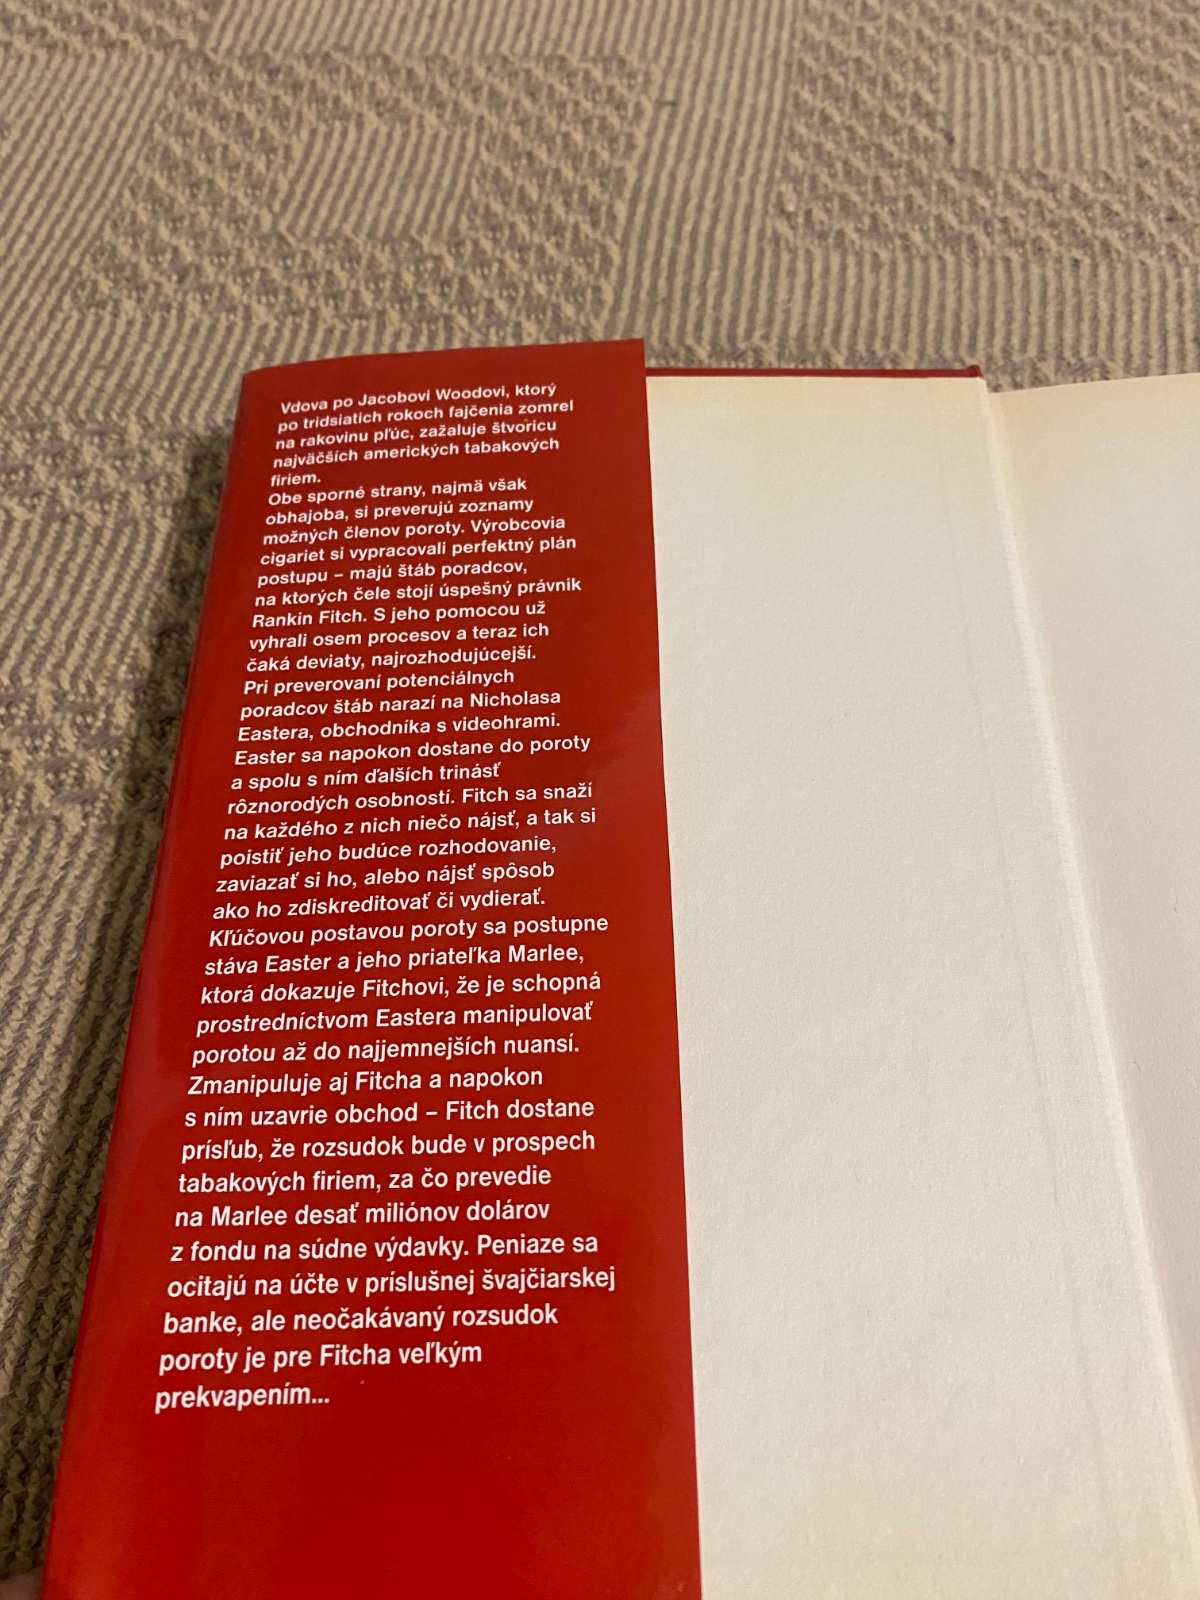 Vdova po Jacobovi Woodovi, ktorý
po tridsiatich rokoch fajčenia zomrel
na rakovinu pľúc, zažaluje štvoricu
najväčších amerických tabakových
firiem.
Obe sporné strany, najmä však
obhajoba, si preverujú zoznamy
možných členov poroty. Výrobcovia
cigariet si vypracovali perfektný plán
postupu – majú štáb poradcov,
na ktorých čele stojí úspešný právnik
Rankin Fitch. S jeho pomocou už
vyhrali osem procesov a teraz ich
čaká deviaty, najrozhodujúcejší.
Pri preverovaní potenciálnych
poradcov štáb narazí na Nicholasa
Eastera, obchodníka s videohrami.
Easter sa napokon dostane do poroty
a spolu s ním ďalších trinásť
rôznorodých osobností. Fitch sa snaží
na každého z nich niečo nájsť, a tak si
poistiť jeho budúce rozhodovanie,
zaviazať si ho, alebo nájsť spôsob
ako ho zdiskreditovať či vydierať.
Kľúčovou postavou poroty sa postupne
stáva Easter a jeho priateľka Marlee,
ktorá dokazuje Fitchovi, že je schopná
prostredníctvom Eastera manipulovať
porotou až do najjemnejších nuansí.
Zmanipuluje aj Fitcha a napokon
s ním uzavrie obchod – Fitch dostane
prísľub, že rozsudok bude v prospech
tabakových firiem, za čo prevedie
na Marlee desať miliónov dolárov
z fondu na súdne výdavky. Peniaze sa
ocitajú na účte v príslušnej švajčiarskej
banke, ale neočakávaný rozsudok
poroty je pre Fitcha veľkým
prekvapením...